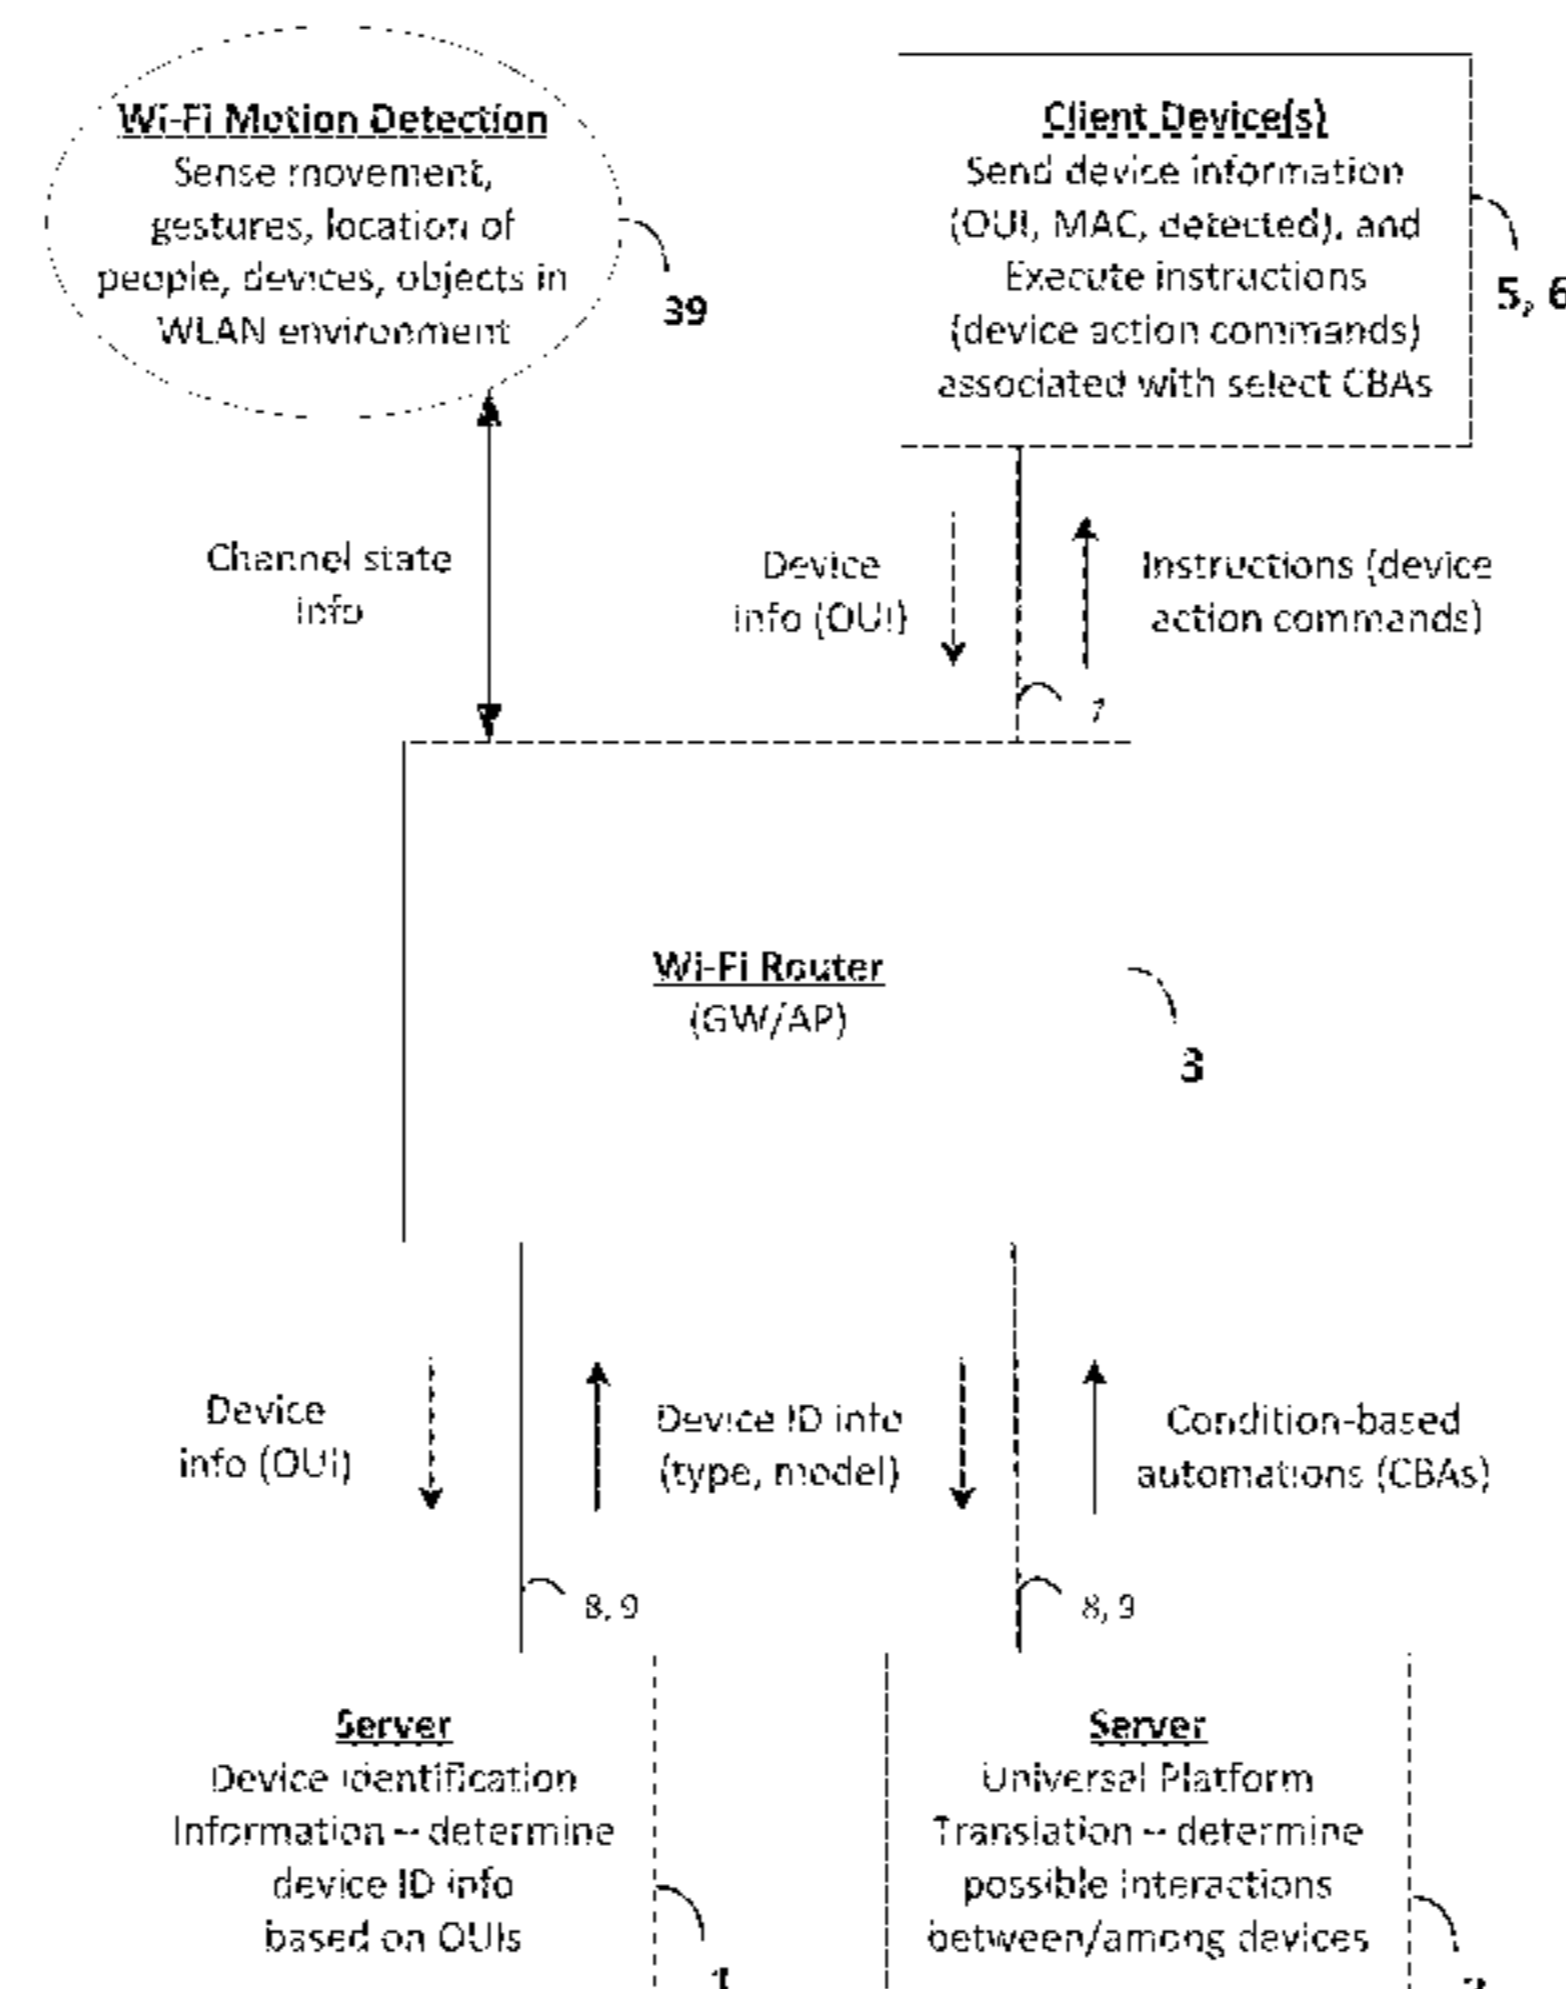 Wi-Fi Motion Detection
Sense movement,
gestures, location of
people, devices, objects in
WLAN environment
39
Client Device(s)
Send device information
(OUI, MAC, detected), and
Execute instructions
(device action commands)
associated with select CBAs
5, 6
Channel state
info
Device
info (OUI)
Instructions (device
action commands)
7
Wi-Fi Router
(GW/AP)
3
Device
info (OUI)
Device ID info
(type, model)
Condition-based
automations (CBAs)
8, 9
8, 9
Server
Device Identification
Information -- determine
device ID info
based on OUIs
1
Server
Universal Platform
Translation -- determine
possible interactions
between/among devices